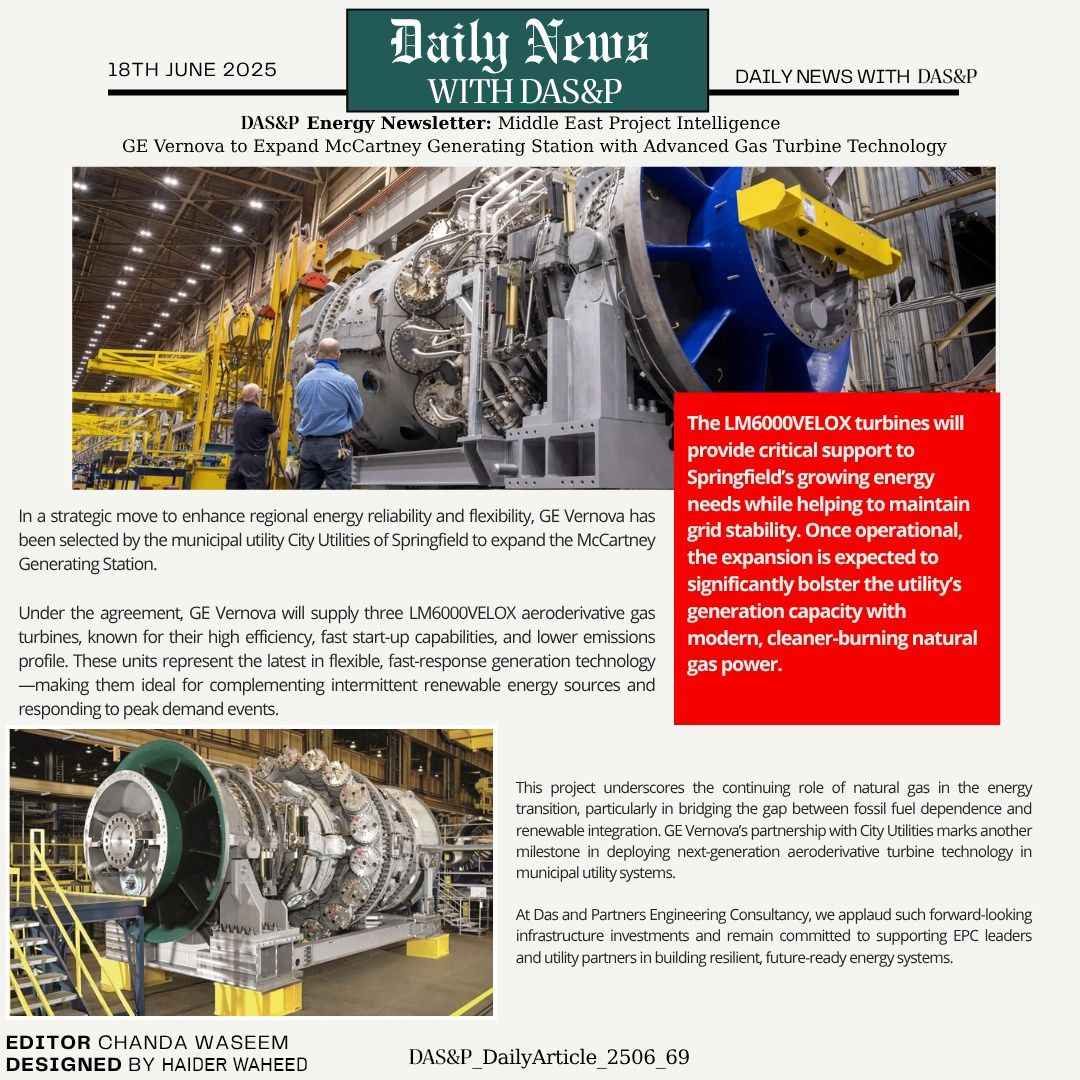 18TH JUNE 2025
Daily News
WITH DAS&P
DAILY NEWS WITH DAS&P
DAS&P Energy Newsletter: Middle East Project Intelligence
GE Vernova to Expand McCartney Generating Station with Advanced Gas Turbine Technology
The LM6000VELOX turbines will
provide critical support to
Springfield’s growing energy
needs while helping to maintain
grid stability. Once operational,
the expansion is expected to
significantly bolster the utility’s
generation capacity with
modern, cleaner-burning natural
gas power.
In a strategic move to enhance regional energy reliability and flexibility, GE Vernova has
been selected by the municipal utility City Utilities of Springfield to expand the McCartney
Generating Station.
Under the agreement, GE Vernova will supply three LM6000VELOX aeroderivative gas
turbines, known for their high efficiency, fast start-up capabilities, and lower emissions
profile. These units represent the latest in flexible, fast-response generation technology
—making them ideal for complementing intermittent renewable energy sources and
responding to peak demand events.
This project underscores the continuing role of natural gas in the energy
transition, particularly in bridging the gap between fossil fuel dependence and
renewable integration. GE Vernova’s partnership with City Utilities marks another
milestone in deploying next-generation aeroderivative turbine technology in
municipal utility systems.
At Das and Partners Engineering Consultancy, we applaud such forward-looking
infrastructure investments and remain committed to supporting EPC leaders
and utility partners in building resilient, future-ready energy systems.
EDITOR CHANDA WASEEM
DESIGNED BY HAIDER WAHEED
DAS&P_DailyArticle_2506_69